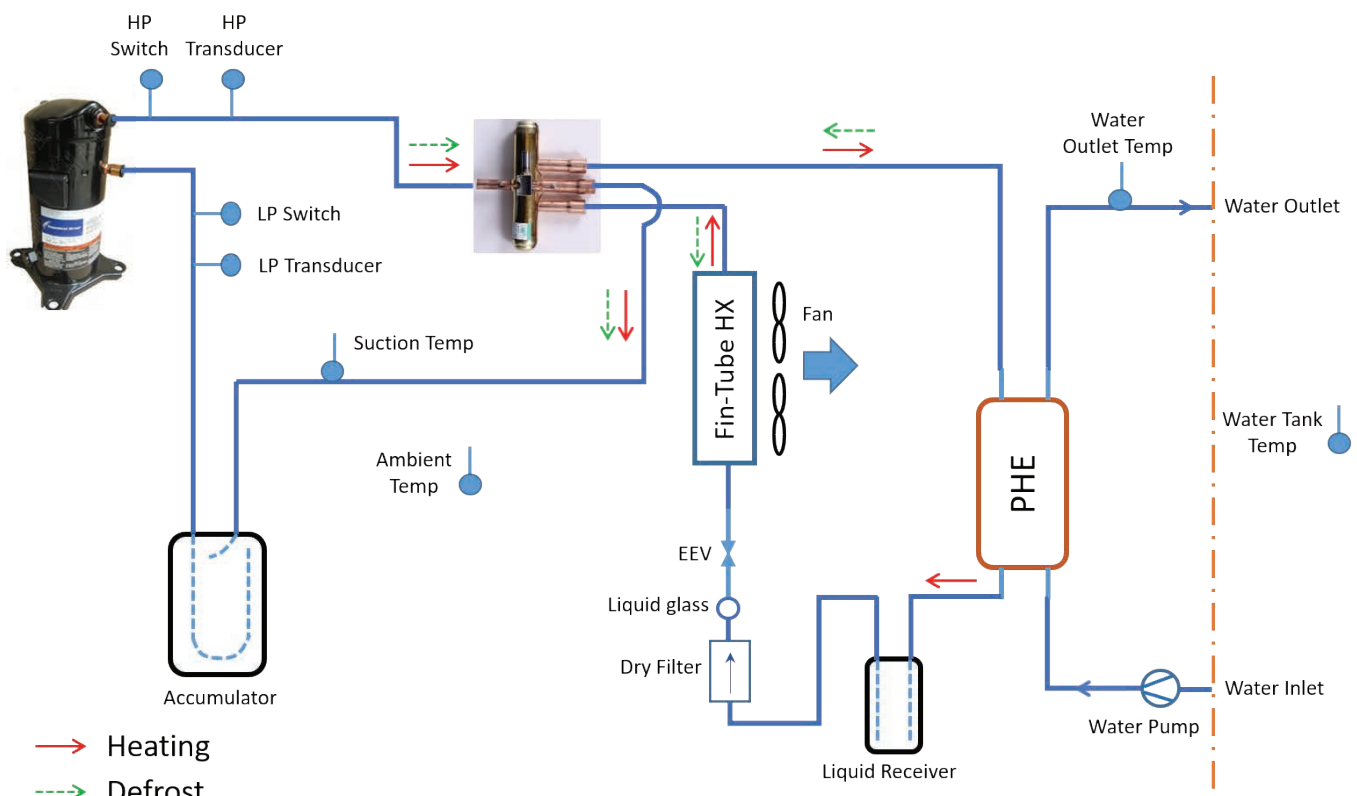 HP
Switch
HP
Transducer
LP Switch
LP Transducer
Suction Temp
Ambient
Temp
Accumulator
Fin-Tube HX
Fan
EEV
Liquid glass
Dry Filter
Liquid Receiver
PHE
Water
Outlet Temp
Water Outlet
Water Tank
Temp
Water Inlet
Water Pump
Heating
Defrost